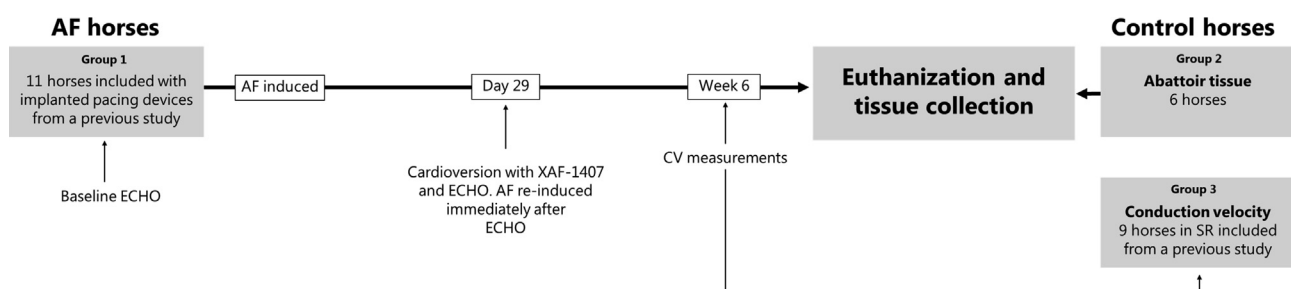 AF horses
Group 1
11 horses included with
implanted pacing devices
from a previous study
Baseline ECHO
AF induced
Day 29
Cardioversion with XAF-1407
and ECHO. AF re-induced
immediately after
ECHO
Week 6
CV measurements
Euthanization and
tissue collection
Control horses
Group 2
Abattoir tissue
6 horses
Group 3
Conduction velocity
9 horses in SR included
from a previous study